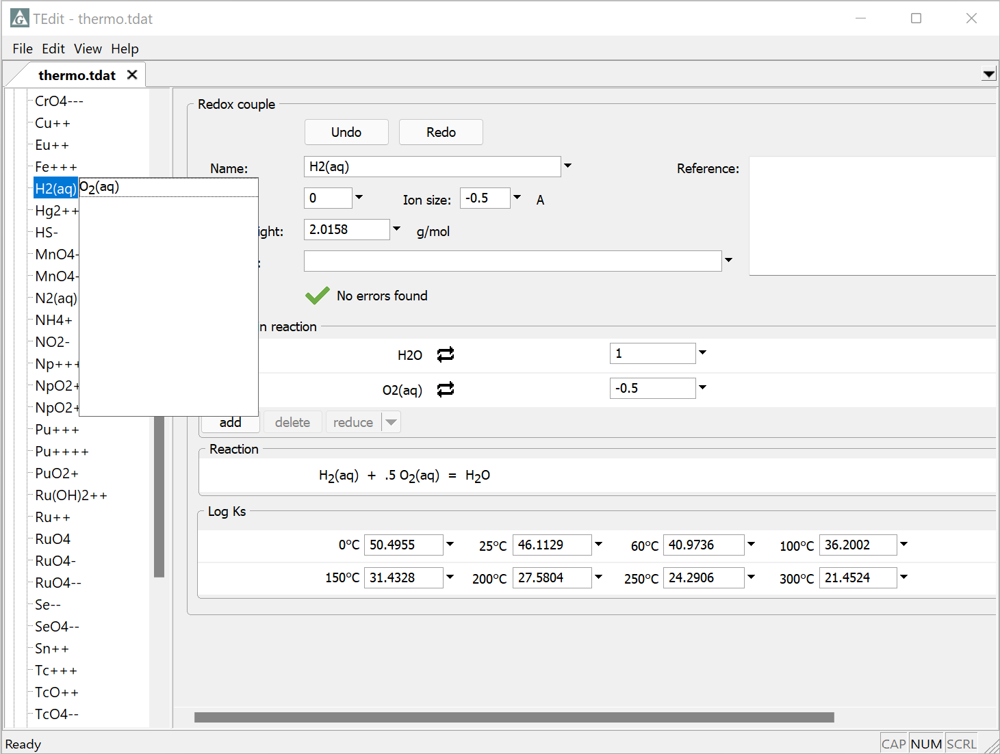 TEdit - thermo.tdat
File Edit View Help
thermo.tdat
CrO4---
Cu++
Eu++
Fe+++
H2(aq)
Hg2++
HS-
MnO4-
MnO4-
N2(aq)
NH4+
NO2-
Np+++
NpO2+
NpO2+
Pu+++
Pu++++
PuO2+
Ru(OH)2++
Ru++
RuO4
RuO4-
RuO4--
Se--
SeO4--
Sn++
Tc+++
TcO++
TcO4--
O2(aq)
Redox couple
Undo Redo
Name: H2(aq) Reference:
0 Ion size: -0.5 A
ight: 2.0158 g/mol
:
No errors found
n reaction
H2O 1
O2(aq) -0.5
add delete reduce
Reaction
H2(aq) + .5 O2(aq) = H2O
Log Ks
0°C 50.4955 25°C 46.1129 60°C 40.9736 100°C 36.2002
150°C 31.4328 200°C 27.5804 250°C 24.2906 300°C 21.4524
Ready CAP NUM SCRL